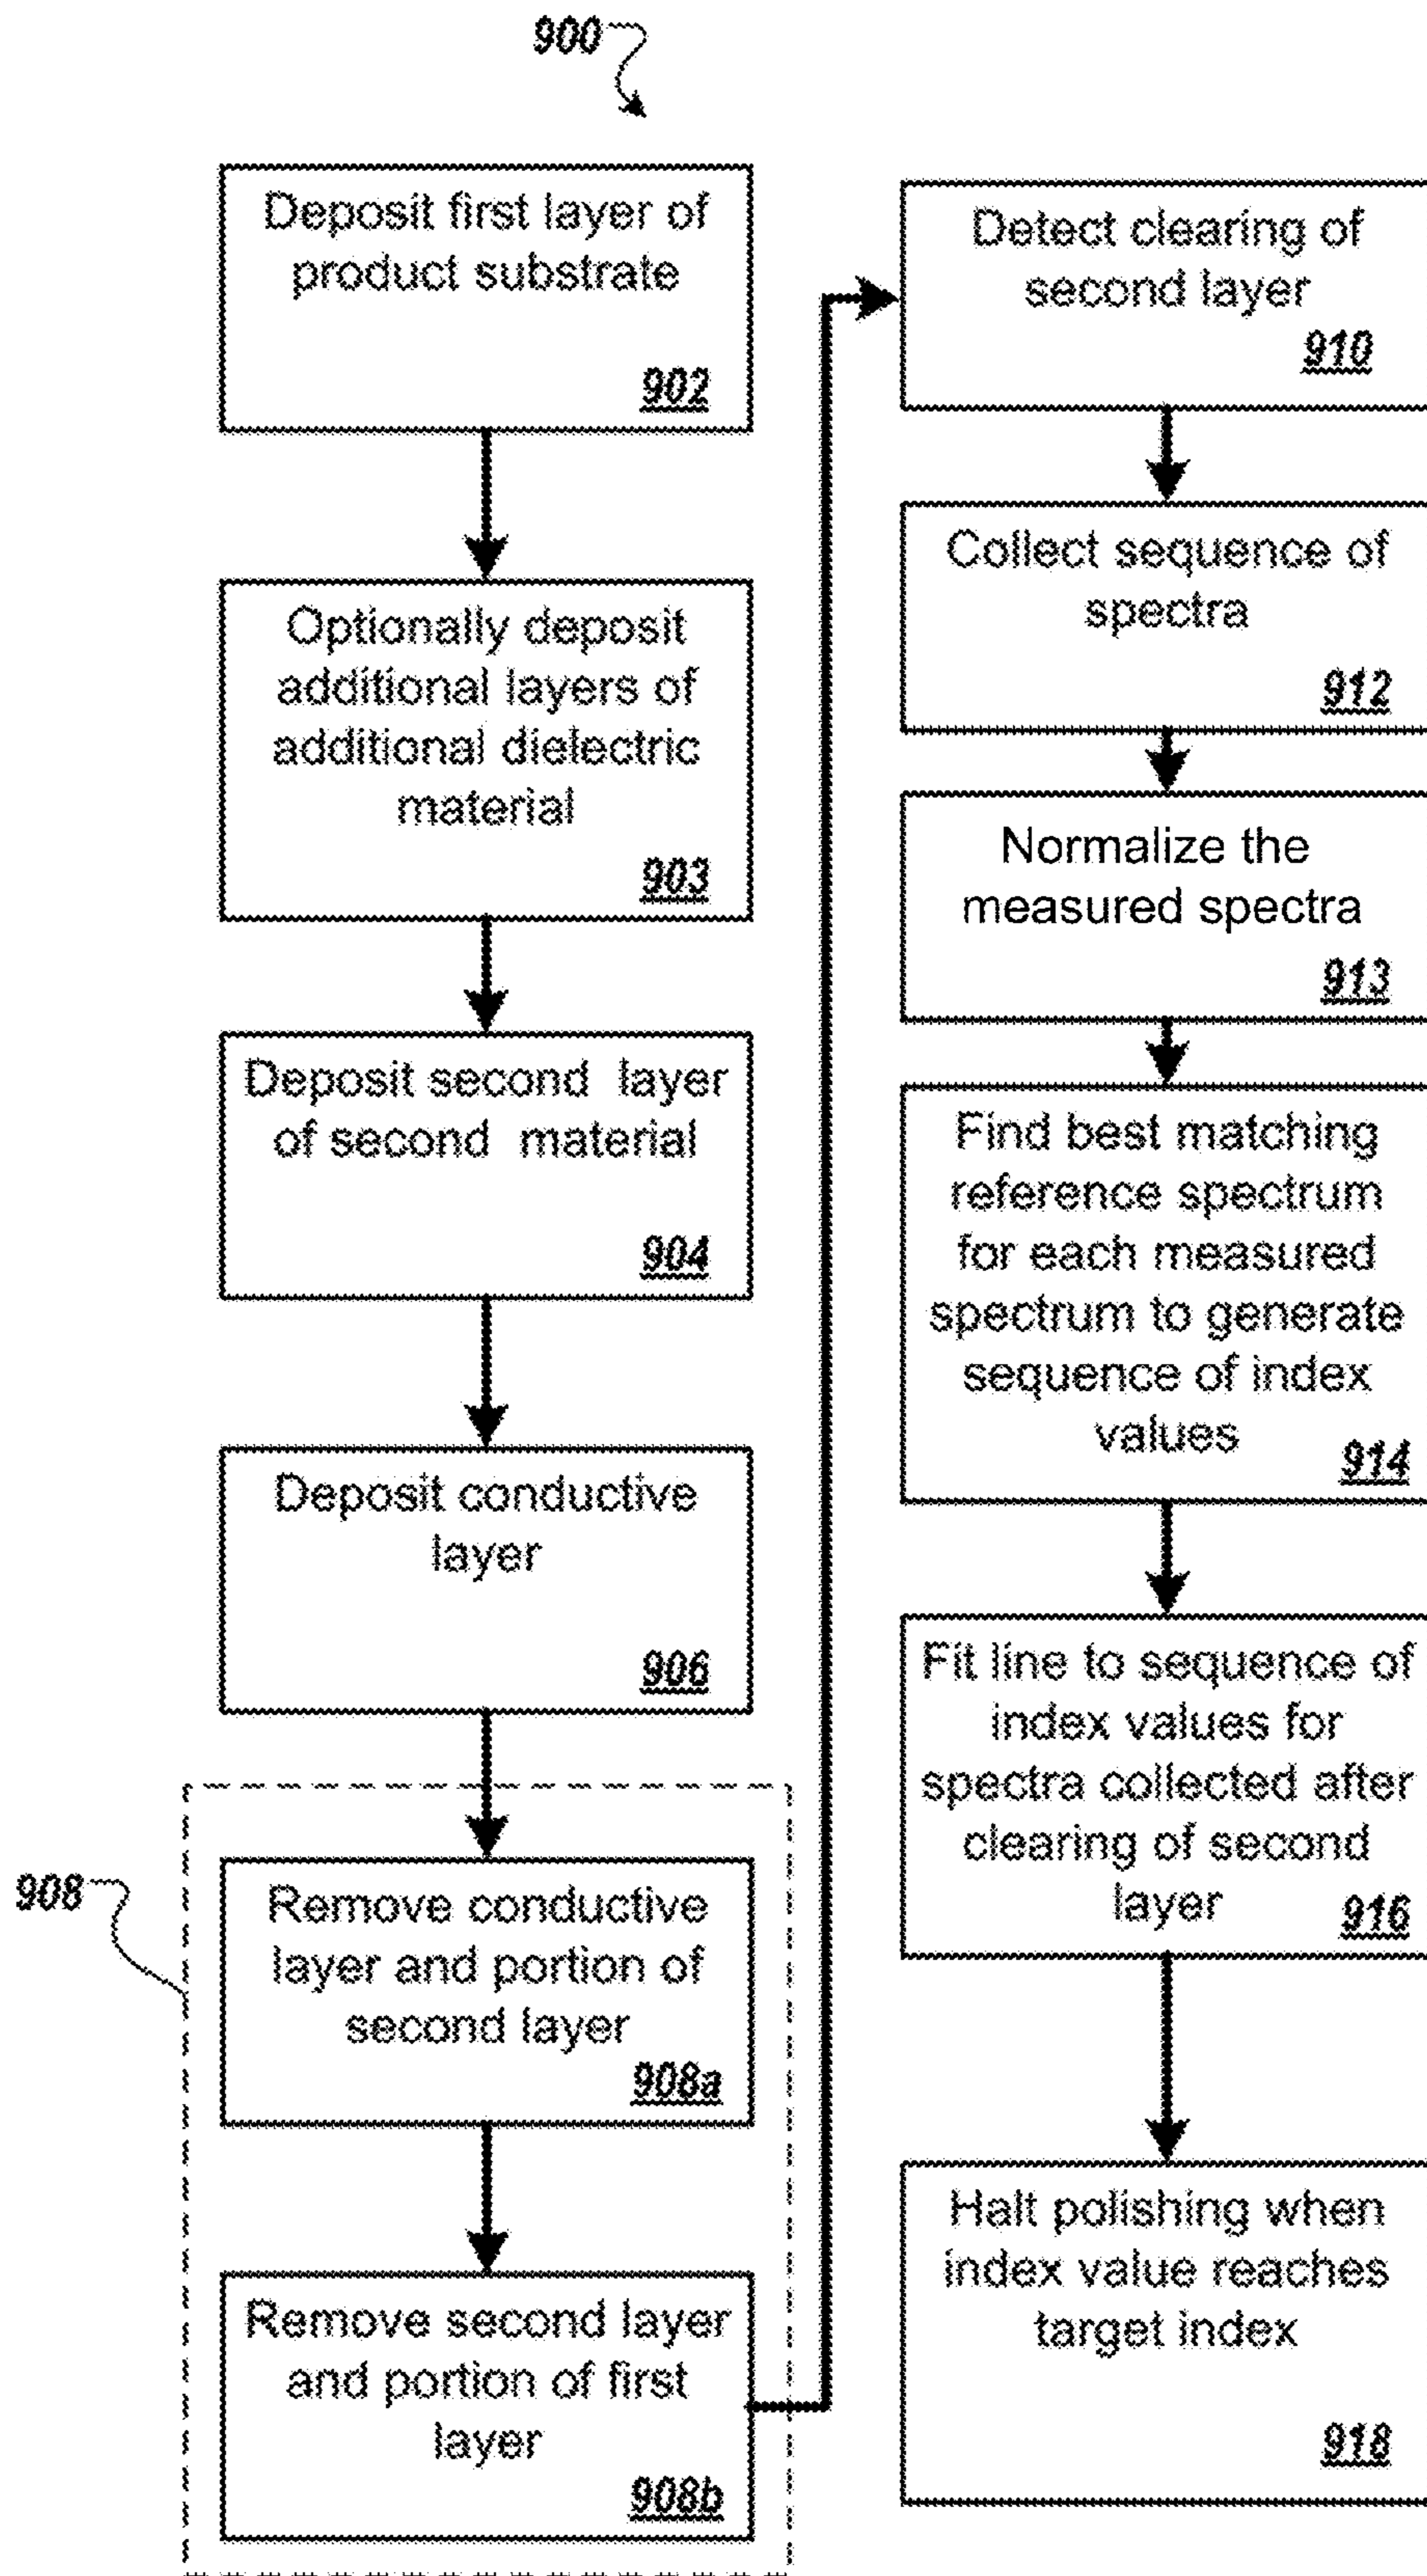 900
Deposit first layer of
product substrate
902
Optionally deposit
additional layers of
additional dielectric
material
903
Deposit second layer
of second material
904
Deposit conductive
layer
906
908
Remove conductive
layer and portion of
second layer
908a
Remove second layer
and portion of first
layer
908b
Detect clearing of
second layer
910
Collect sequence of
spectra
912
Normalize the
measured spectra
913
Find best matching
reference spectrum
for each measured
spectrum to generate
sequence of index
values
914
Fit line to sequence of
index values for
spectra collected after
clearing of second
layer
916
Halt polishing when
index value reaches
target index
918